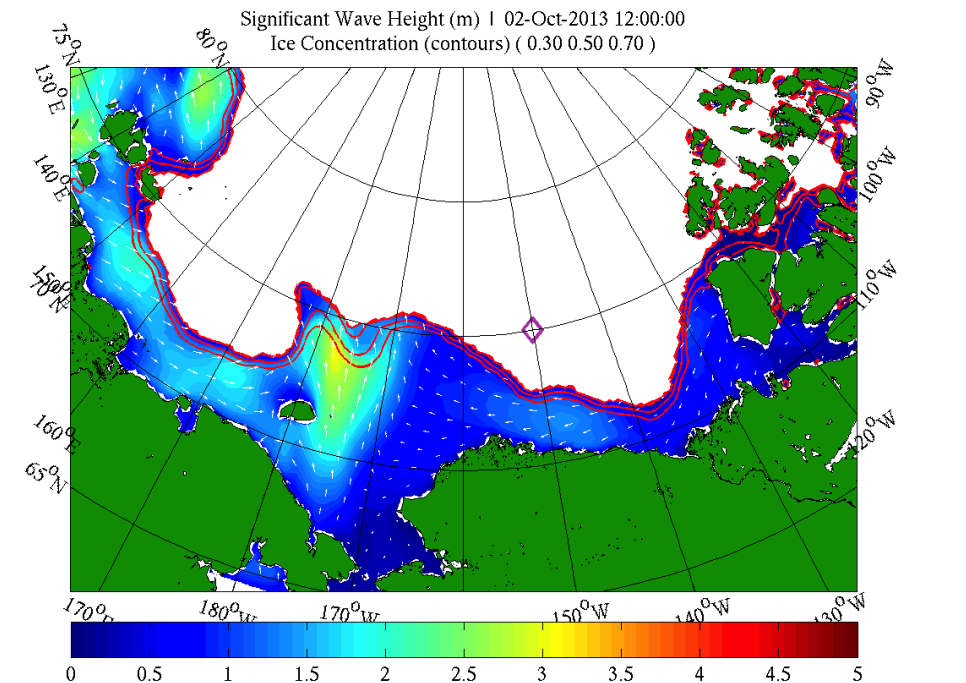 Significant Wave Height (m) | 02-Oct-2013 12:00:00
Ice Concentration (contours) ( 0.30 0.50 0.70 )
75°N
80°N
130°E
90°W
140°E
100°W
150°E
70°N
110°W
160°E
120°W
65°N
170°E
180°W
170°W
150°W
140°W
130°W
0 0.5 1 1.5 2 2.5 3 3.5 4 4.5 5